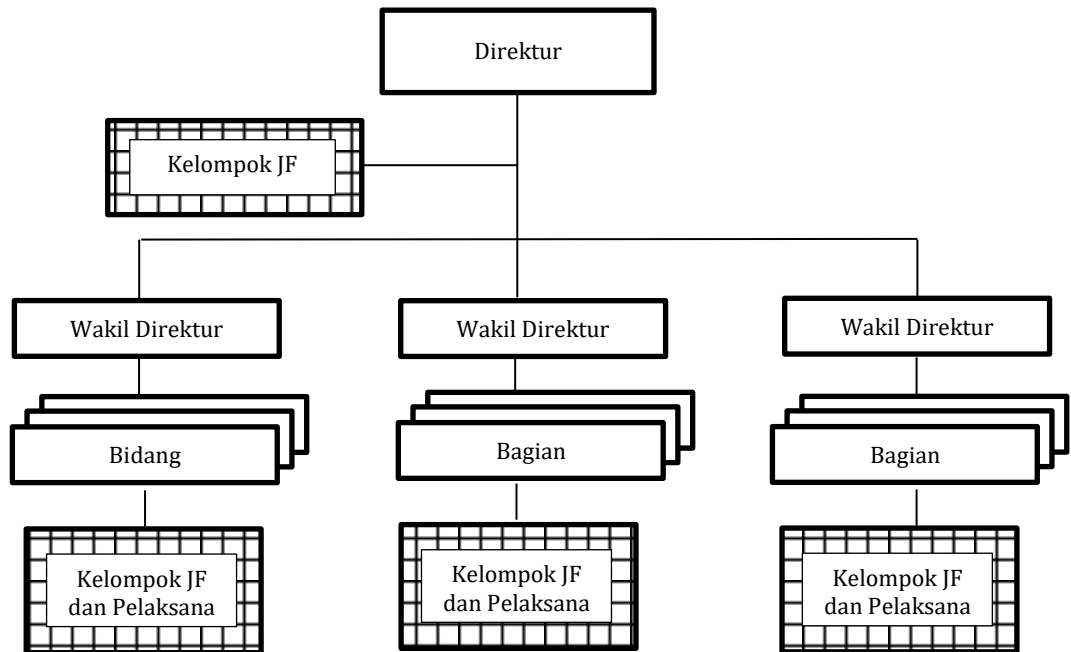 Direktur
Kelompok JF
Wakil Direktur
Wakil Direktur
Wakil Direktur
Bidang
Bagian
Bagian
Kelompok JF
dan Pelaksana
Kelompok JF
dan Pelaksana
Kelompok JF
dan Pelaksana